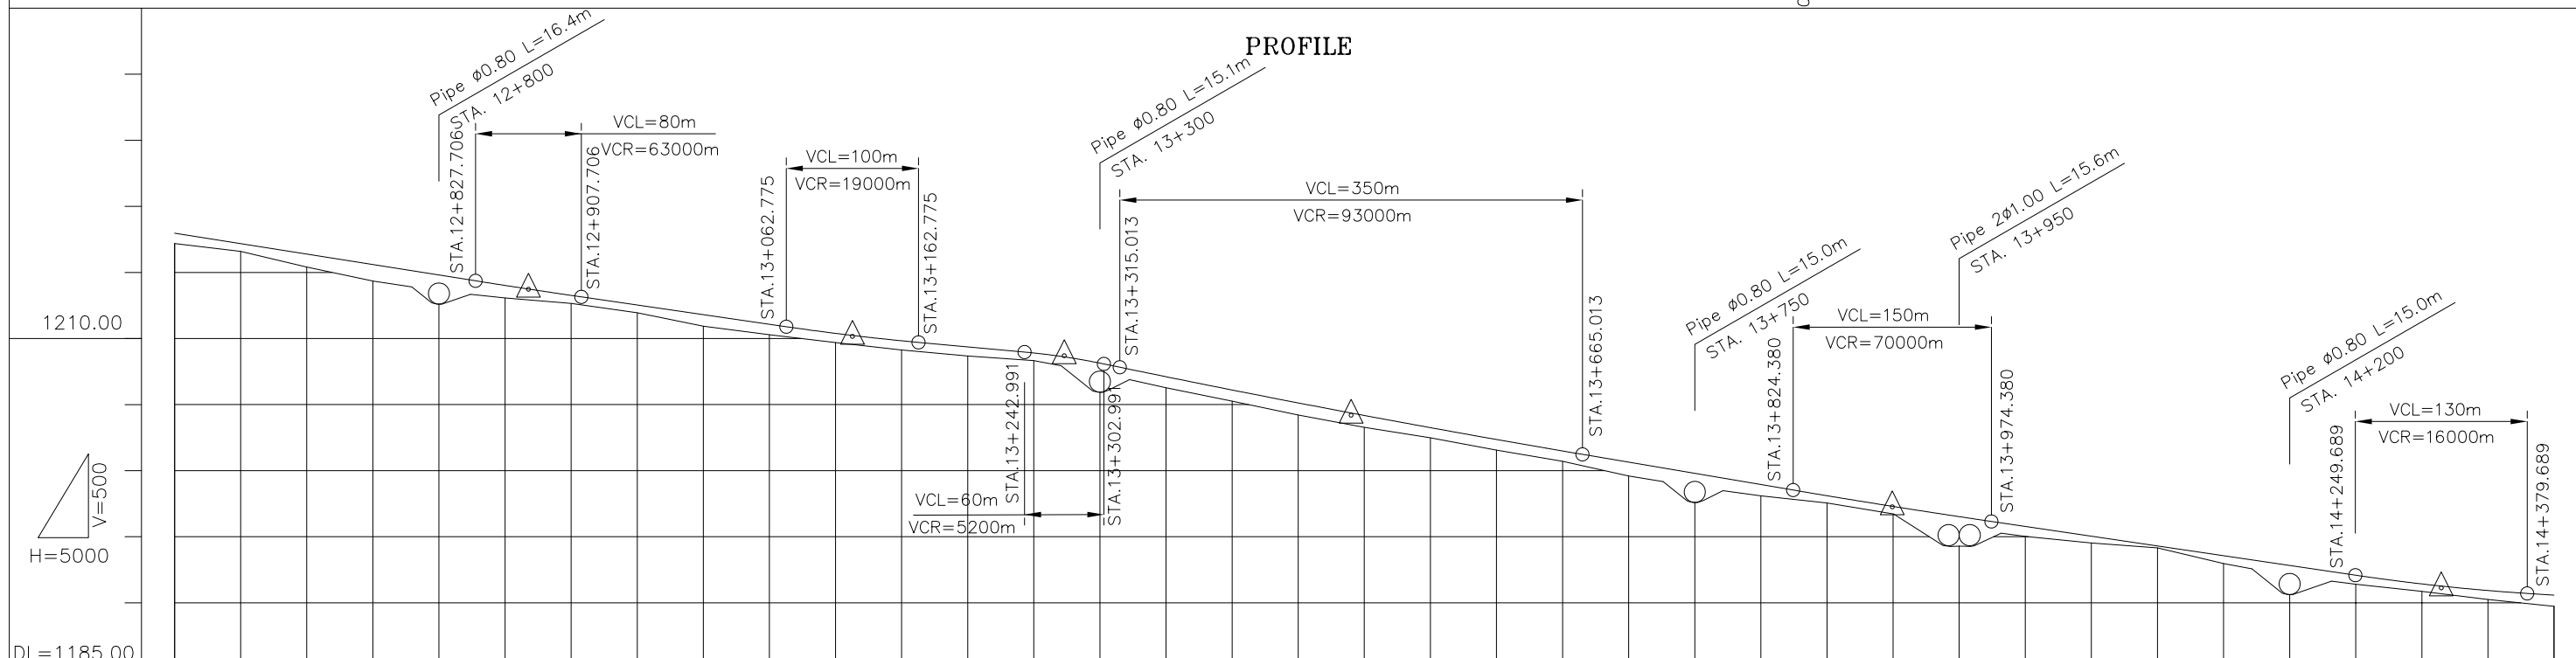 PROFILE
Pipe ø0.80 L=16.4m
STA. 12+800
VCL=80m
VCR=63000m
STA.12+827.706
STA.12+907.706
VCL=100m
VCR=19000m
STA.13+062.775
STA.13+162.775
Pipe ø0.80 L=15.1m
STA. 13+300
STA.13+242.991
STA.13+302.991
VCL=60m
VCR=5200m
VCL=350m
VCR=93000m
STA.13+315.013
STA.13+665.013
Pipe ø0.80 L=15.0m
STA. 13+750
VCL=150m
VCR=70000m
STA.13+824.380
STA.13+974.380
Pipe 2ø1.00 L=15.6m
STA. 13+950
Pipe ø0.80 L=15.0m
STA. 14+200
VCL=130m
VCR=16000m
STA.14+249.689
STA.14+379.689
1210.00
V=500
H=5000
DL=1185.00